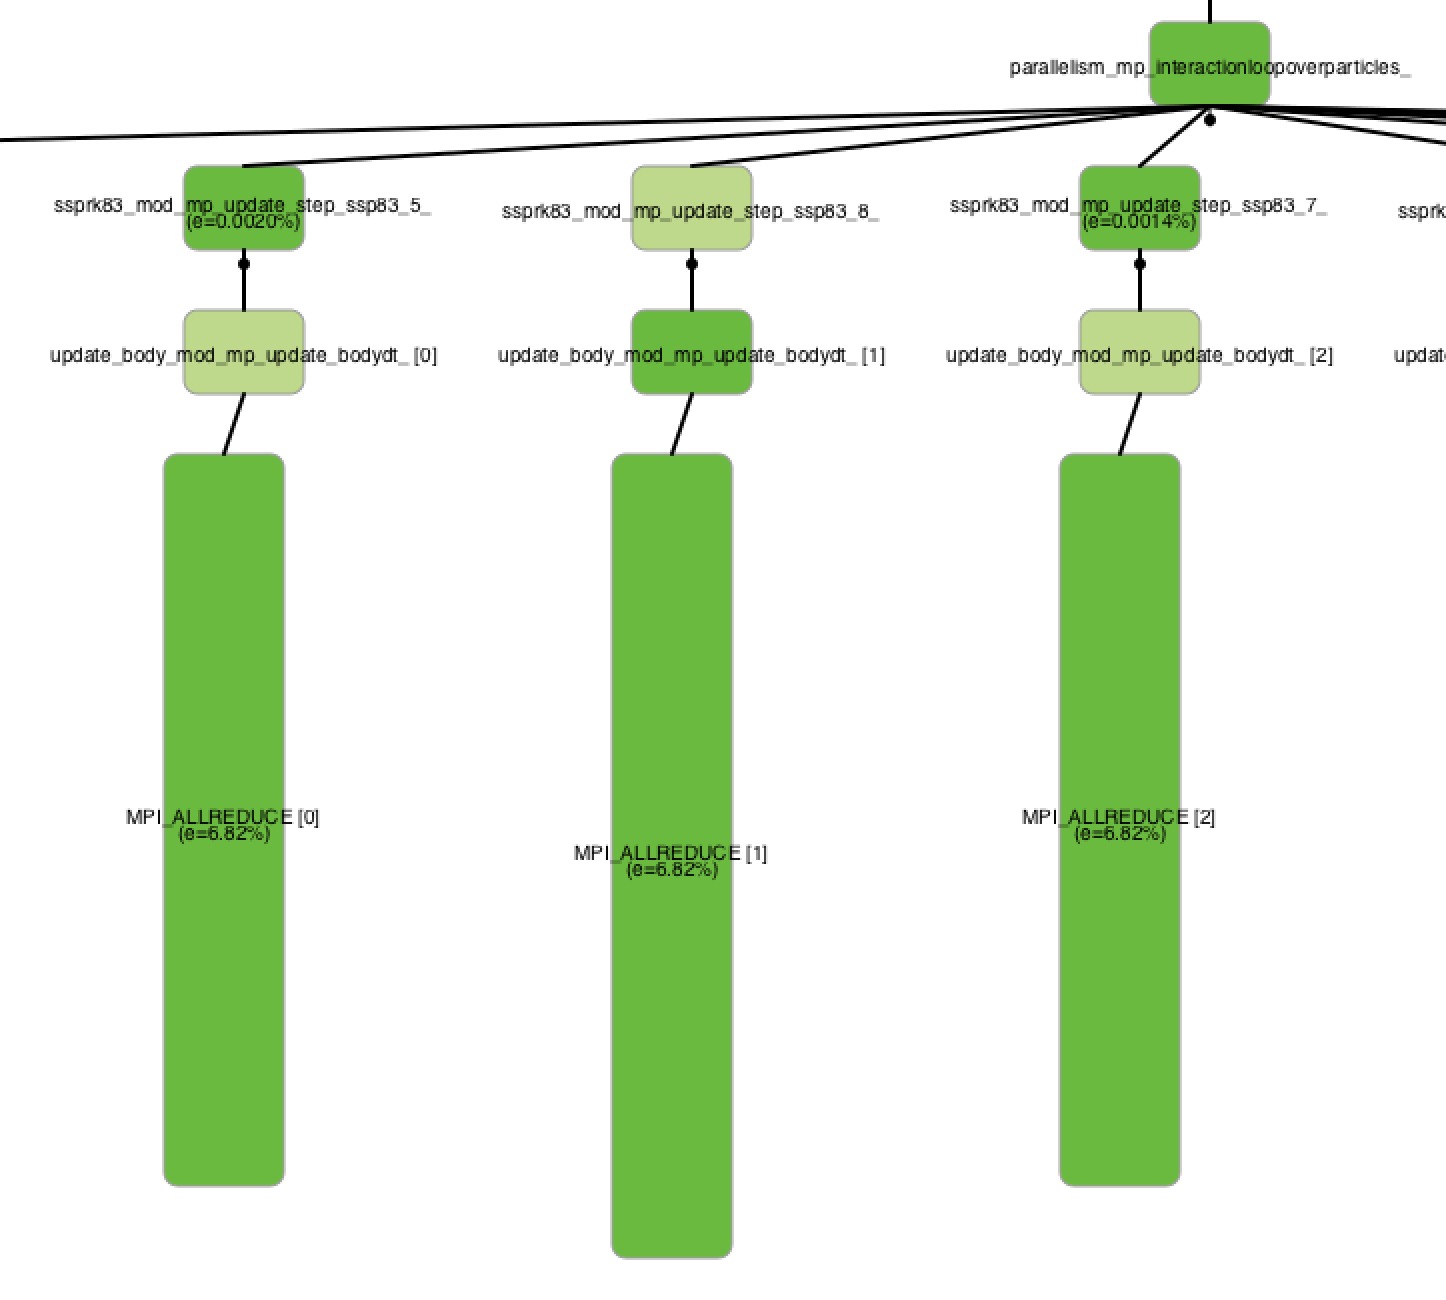 parallelism_mp_interactionloopoverparticles_
ssprk83_mod_mp_update_step_ssp83_5_
(e=0.0020%)
ssprk83_mod_mp_update_step_ssp83_8_
ssprk83_mod_mp_update_step_ssp83_7_
(e=0.0014%)
ssprk
update_body_mod_mp_update_bodydt_ [0]
update_body_mod_mp_update_bodydt_ [1]
update_body_mod_mp_update_bodydt_ [2]
update
MPI_ALLREDUCE [0]
(e=6.82%)
MPI_ALLREDUCE [1]
(e=6.82%)
MPI_ALLREDUCE [2]
(e=6.82%)